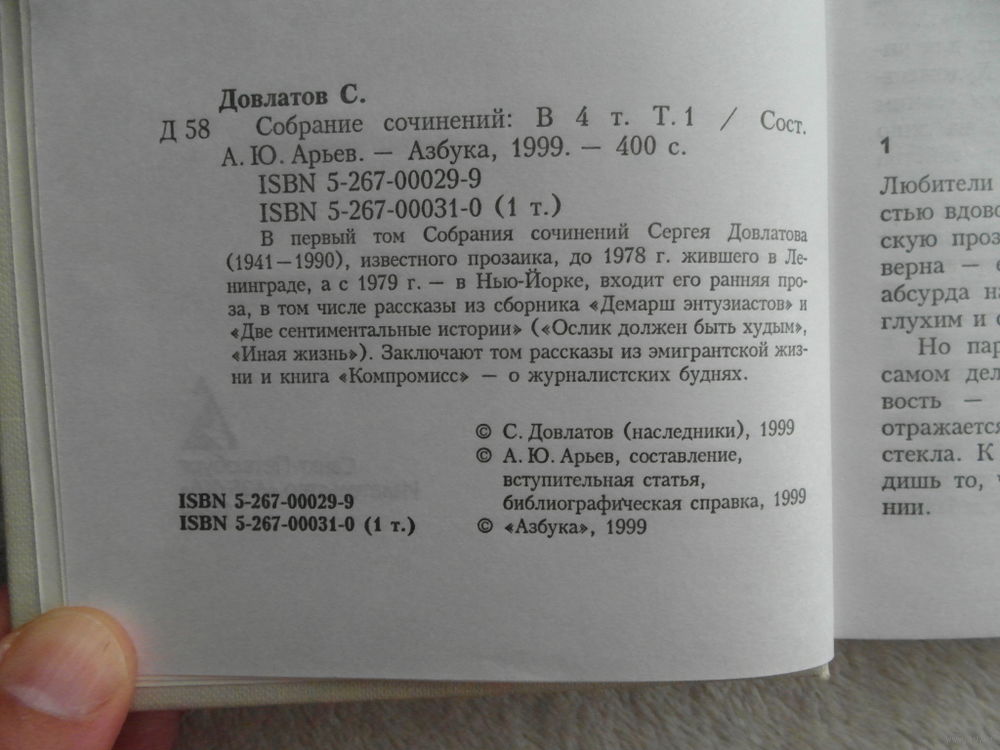 Довлатов С.
Д 58 Собрание сочинений: В 4 т. Т. 1 / Сост.
А. Ю. Арьев. — Азбука, 1999. — 400 с.
ISBN 5-267-00029-9
ISBN 5-267-00031-0 (1 т.)
В первый том Собрания сочинений Сергея Довлатова
(1941—1990), известного прозаика, до 1978 г. жившего в Ле-
нинграде, а с 1979 г. — в Нью-Йорке, входит его ранняя про-
за, в том числе рассказы из сборника «Демарш энтузиастов» и
«Две сентиментальные истории» («Ослик должен быть худым»,
«Иная жизнь»). Заключают том рассказы из эмигрантской жиз-
ни и книга «Компромисс» — о журналистских буднях.
© С. Довлатов (наследники), 1999
© А. Ю. Арьев, составление,
вступительная статья,
библиографическая справка, 1999
© «Азбука», 1999
ISBN 5-267-00029-9
ISBN 5-267-00031-0 (1 т.)
1
Любители
стью вдово
скую проз
верна —
абсурда на
глухим и
Но пар
самом дел
вость —
отражается
стекла. К
дишь то,
нии.